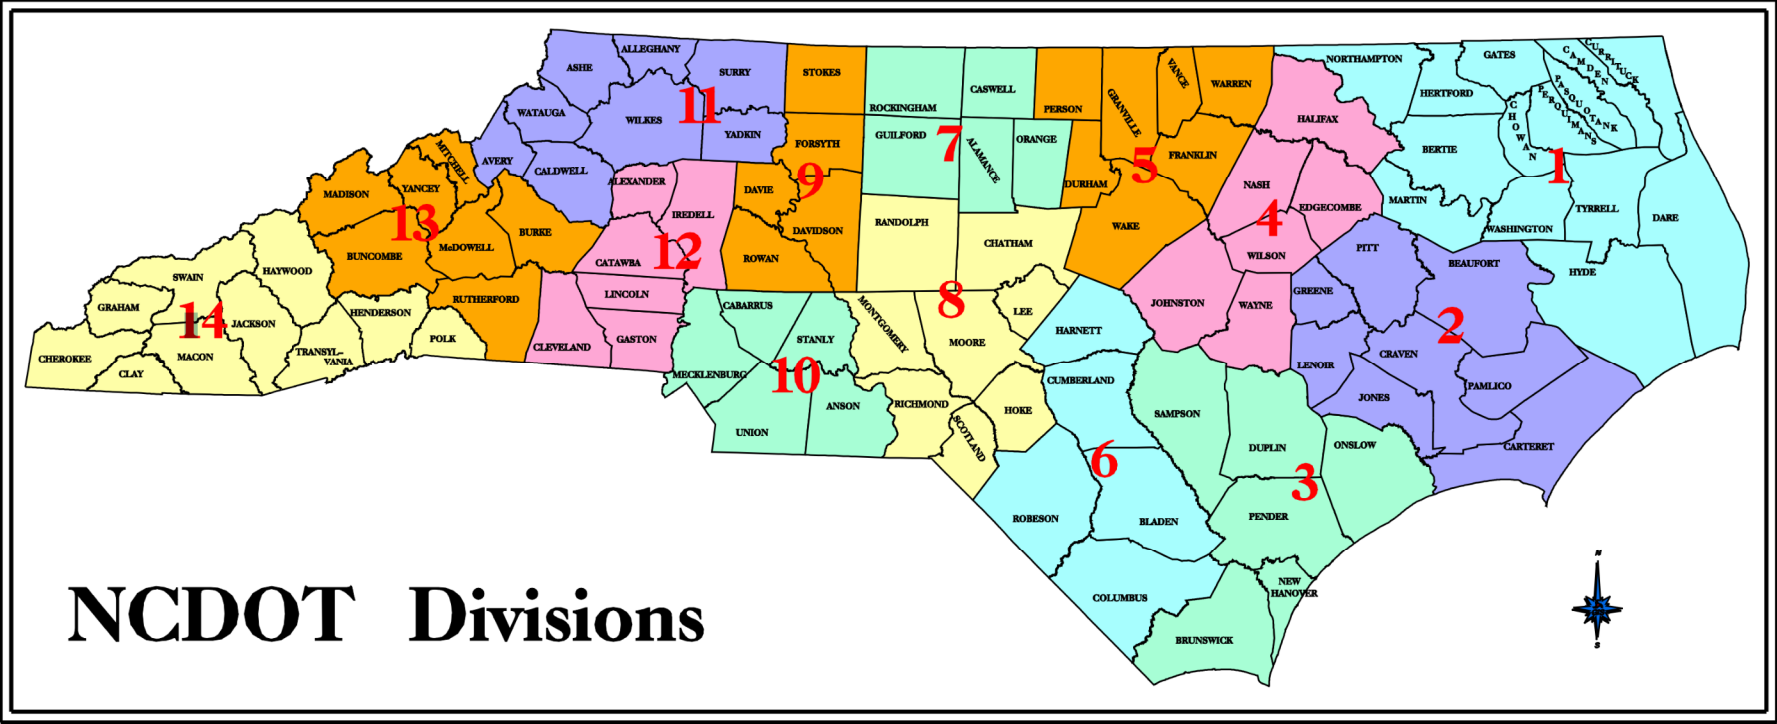 ALLEGHANY
ASHE
SURRY
STOKES
ROCKINGHAM
CASWELL
PERSON
GRANVILLE
VANCE
WARREN
NORTHAMPTON
GATES
CAMDEN
CURRITUCK
HERTFORD
PASQUOTANK
PERQUIMANS
CHOWAN
HALIFAX
BERTIE
WATAUGA
WILKES
11
YADKIN
FORSYTH
GUILFORD
7
ALAMANCE
ORANGE
DURHAM
5
FRANKLIN
1
MITCHELL
AVERY
CALDWELL
ALEXANDER
IREDELL
DAVIE
9
DAVIDSON
NASH
EDGECOMBE
4
MARTIN
WASHINGTON
TYRRELL
DARE
MADISON
YANCEY
13
McDOWELL
BURKE
BUNCOMBE
CATAWBA
12
ROWAN
RANDOLPH
CHATHAM
WAKE
WILSON
PITT
BEAUFORT
HYDE
SWAIN
HAYWOOD
GRAHAM
14
JACKSON
HENDERSON
RUTHERFORD
LINCOLN
CABARRUS
MONTGOMERY
8
LEE
HARNETT
JOHNSTON
WAYNE
GREENE
2
CHEROKEE
CLAY
MACON
TRANSYL-
VANIA
POLK
CLEVELAND
GASTON
STANLY
MOORE
LENOIR
CRAVEN
PAMLICO
MECKLENBURG
10
CUMBERLAND
JONES
UNION
ANSON
RICHMOND
SCOTLAND
HOKE
SAMPSON
DUPLIN
ONSLOW
CARTERET
6
3
ROBESON
BLADEN
PENDER
COLUMBUS
NEW
HANOVER
BRUNSWICK
NCDOT Divisions
N
S